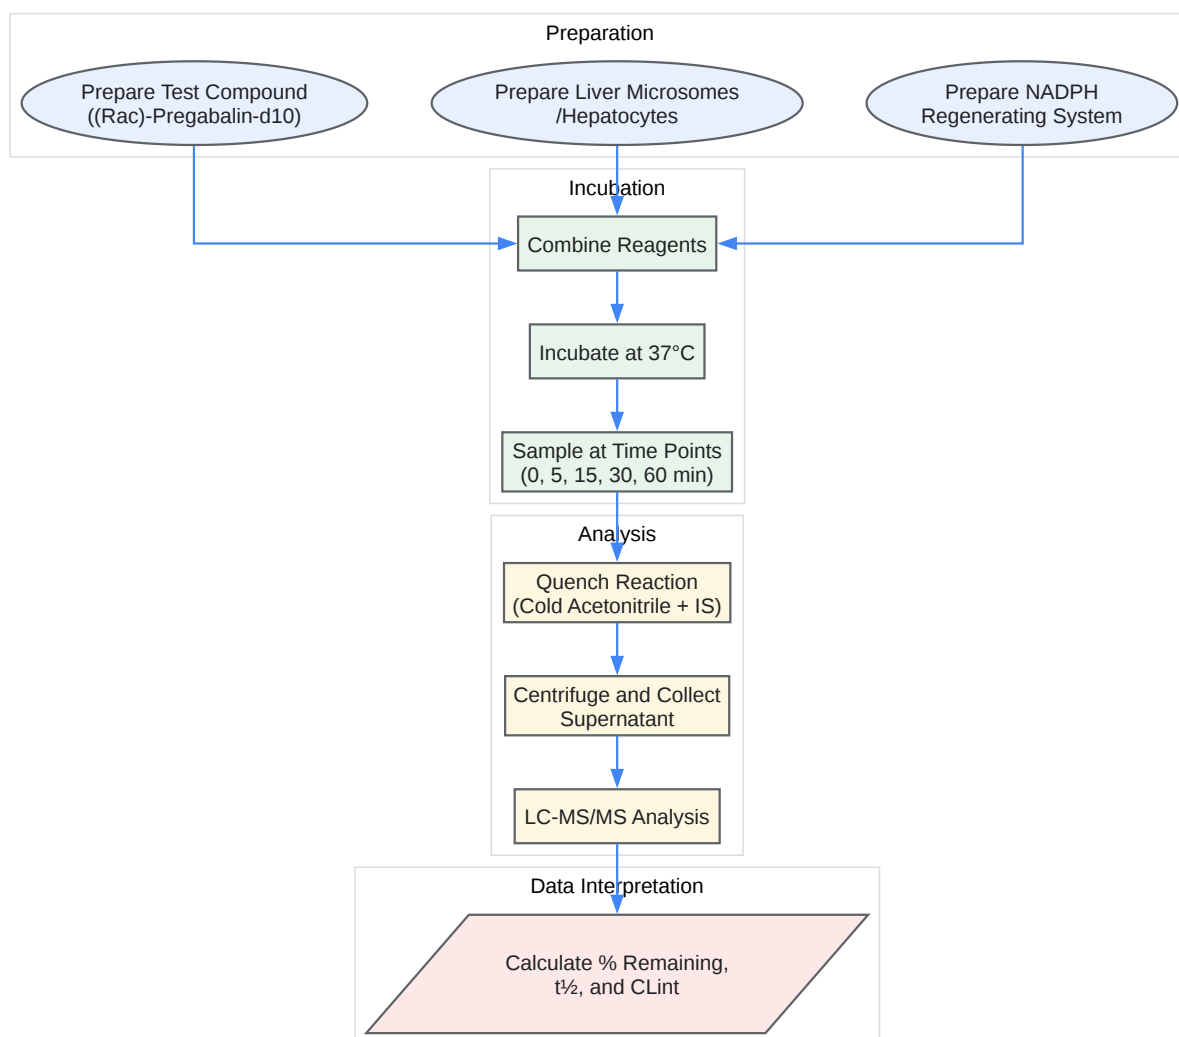 Preparation
Prepare Test Compound
((Rac)-Pregabalin-d10)
Prepare Liver Microsomes
/Hepatocytes
Prepare NADPH
Regenerating System
Incubation
Combine Reagents
Incubate at 37°C
Sample at Time Points
(0, 5, 15, 30, 60 min)
Analysis
Quench Reaction
(Cold Acetonitrile + IS)
Centrifuge and Collect
Supernatant
LC-MS/MS Analysis
Data Interpretation
Calculate % Remaining,
t½, and CLint